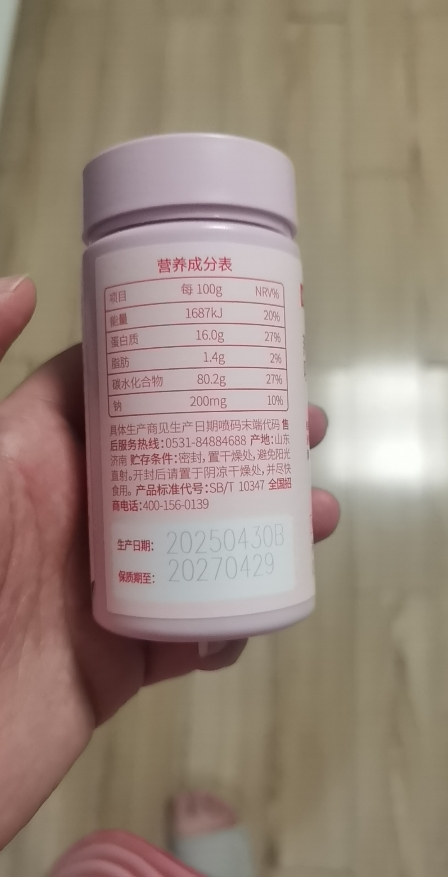 营养成分表
项目 每 100g NRV%
能量 1687kJ 20%
蛋白质 16.0g 27%
脂肪 1.4g 2%
碳水化合物 80.2g 27%
钠 200mg 10%
具体生产商见生产日期喷码末端代码 售
后服务热线:0531-84884688 产地:山东
济南 贮存条件:密封,置干燥处,避免阳光
直射。开封后请置于阴凉干燥处,并尽快
食用。产品标准代号:SB/T 10347 全国招
商电话:400-156-0139
生产日期: 20250430B
保质期至: 20270429